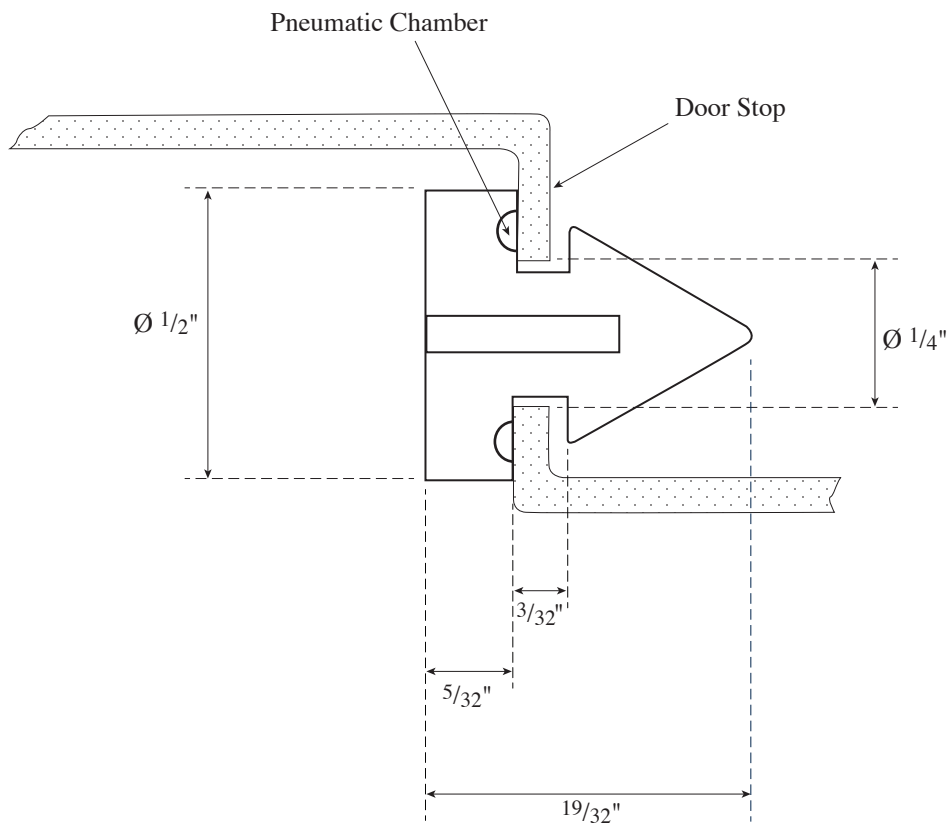 Pneumatic Chamber
Door Stop
Ø 1/2"
Ø 1/4"
3/32"
5/32"
19/32"